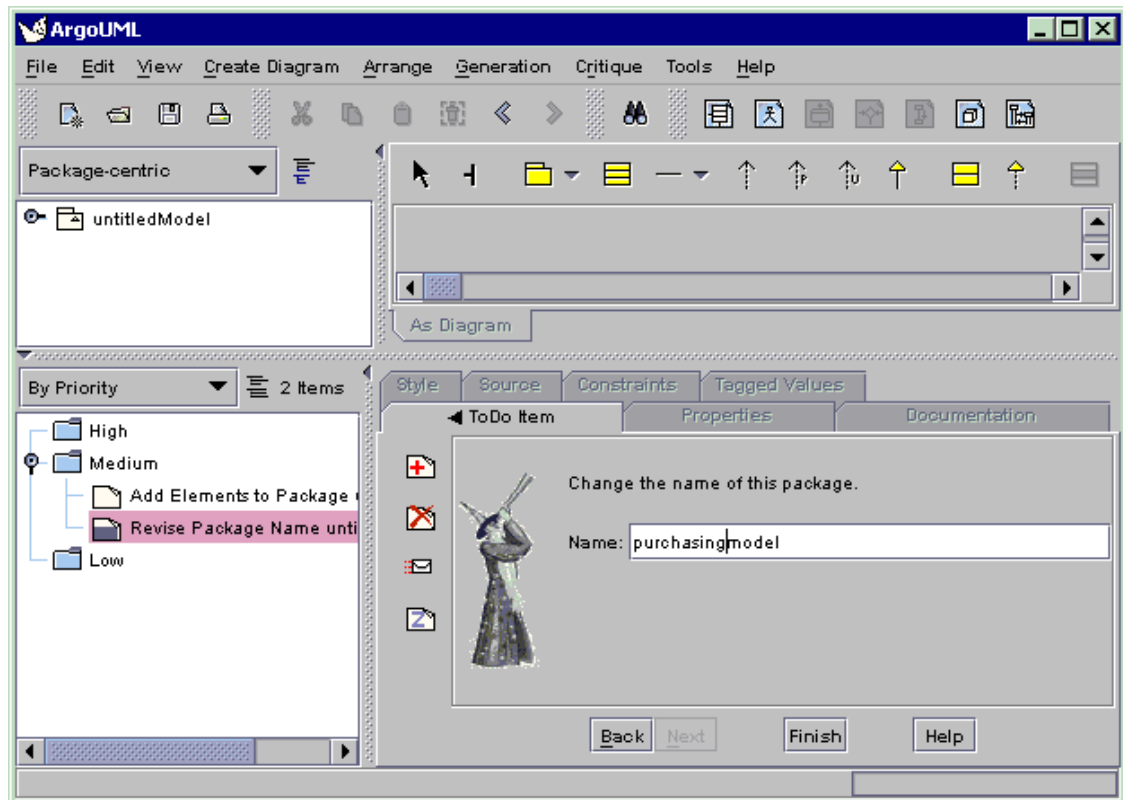 ArgoUML
File Edit View Create Diagram Arrange Generation Critique Tools Help
Package-centric
untitledModel
As Diagram
By Priority 2 Items
High
Medium
Add Elements to Package
Revise Package Name unti
Low
Style Source Constraints Tagged Values
ToDo Item Properties Documentation
Change the name of this package.
Name: purchasingmodel
Back Next Finish Help